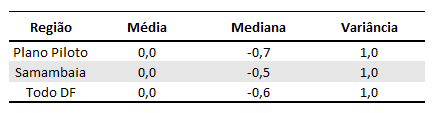 Região Média Mediana Variância
Plano Piloto 0,0 -0,7 1,0
Samambaia 0,0 -0,5 1,0
Todo DF 0,0 -0,6 1,0